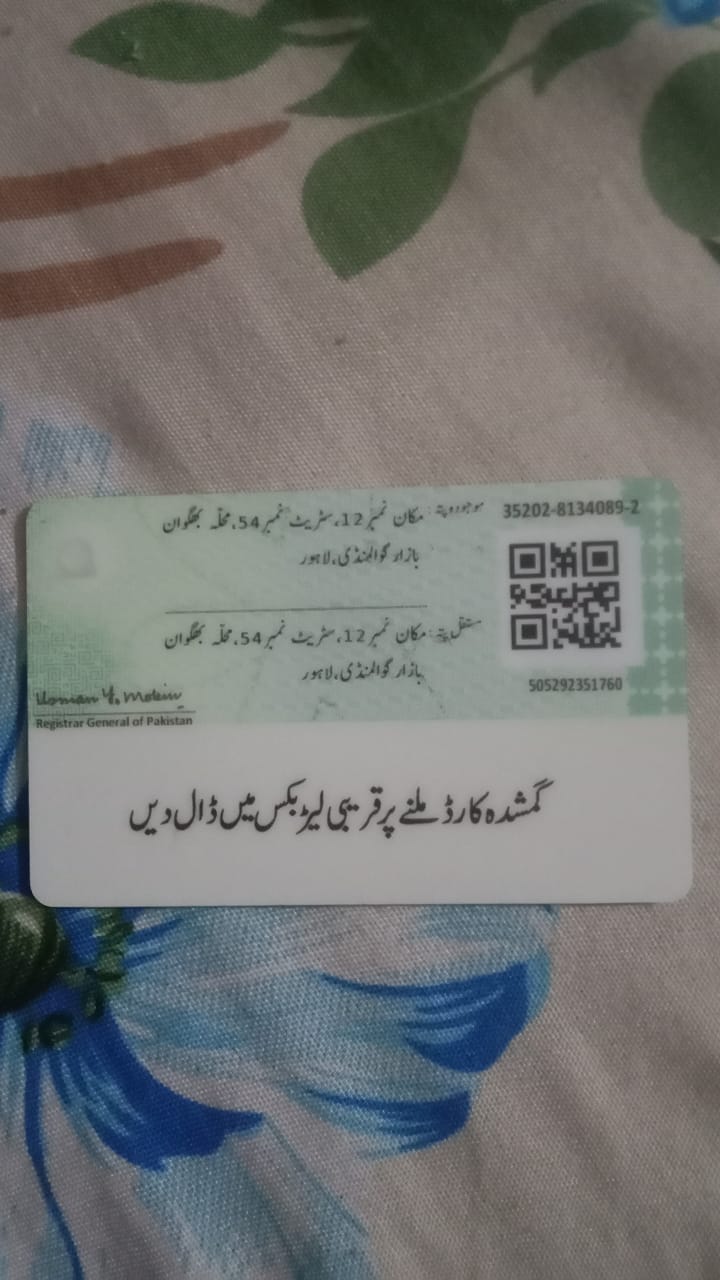 35202-8134089-2
موجودہ پتہ: مکان نمبر 12، سٹریٹ نمبر 54، محلہ بھگوان
بازار گوالمنڈی، لاہور
مستقل پتہ: مکان نمبر 12، سٹریٹ نمبر 54، محلہ بھگوان
بازار گوالمنڈی، لاہور
505292351760
Usman Y. Mobin
Registrar General of Pakistan
گمشدہ کارڈ ملنے پر قریبی لیٹر بکس میں ڈال دیں